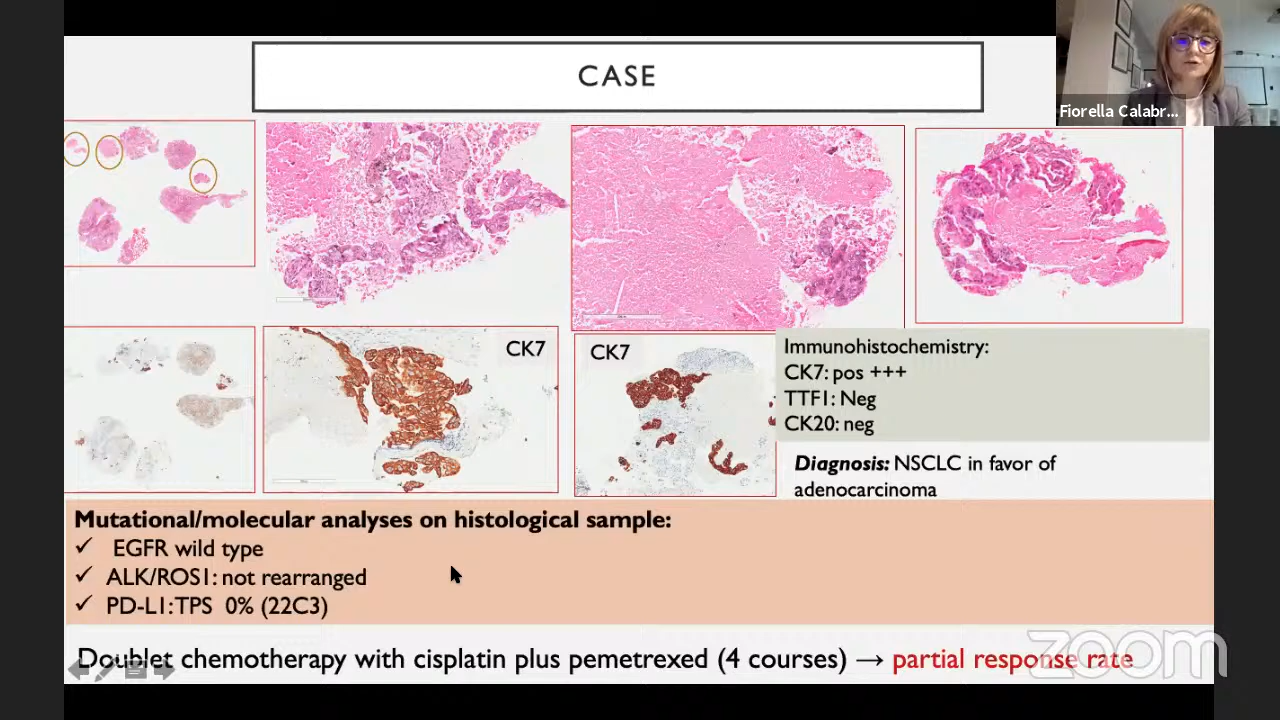 CASE
Fiorella Calabr...
CK7
CK7
Immunohistochemistry:
CK7: pos +++
TTF1: Neg
CK20: neg
Diagnosis: NSCLC in favor of
adenocarcinoma
Mutational/molecular analyses on histological sample:
✓ EGFR wild type
✓ ALK/ROS1: not rearranged
✓ PD-L1: TPS 0% (22C3)
Doublet chemotherapy with cisplatin plus pemetrexed (4 courses) → partial response rate
zoom